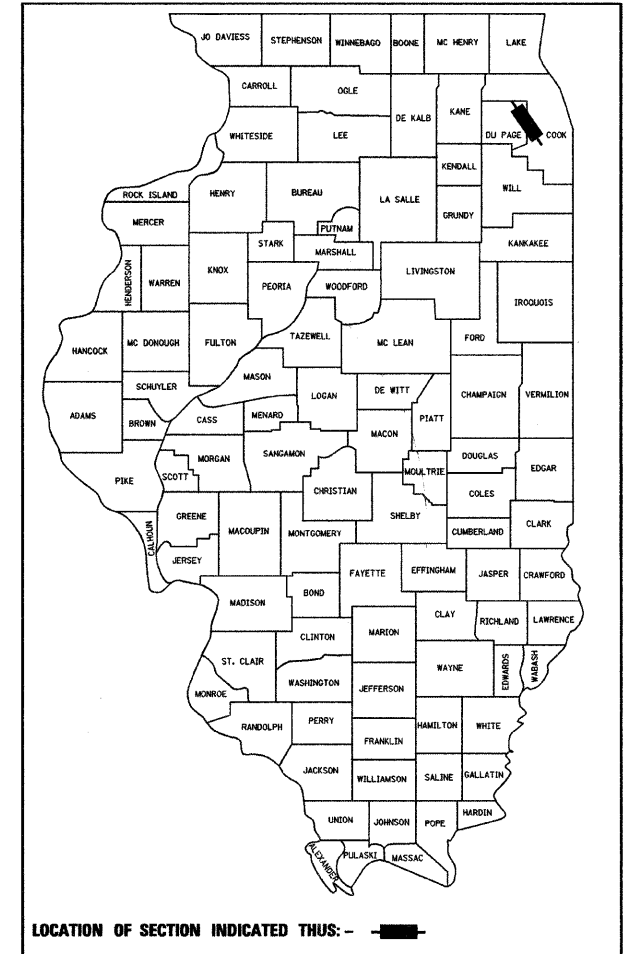 JO DAVIESS STEPHENSON WINNEBAGO BOONE MC HENRY LAKE
CARROLL OGLE DE KALB KANE DU PAGE COOK
WHITESIDE LEE
KENDALL WILL
ROCK ISLAND HENRY BUREAU LA SALLE GRUNDY
MERCER PUTNAM KANKAKEE
STARK MARSHALL
HENDERSON WARREN KNOX LIVINGSTON
PEORIA WOODFORD IROQUOIS
HANCOCK MC DONOUGH FULTON TAZEWELL MC LEAN FORD
SCHUYLER MASON DE WITT
ADAMS BROWN CASS MENARD LOGAN PIATT CHAMPAIGN VERMILION
MACON
PIKE SCOTT MORGAN SANGAMON MOULTRIE DOUGLAS EDGAR
CHRISTIAN COLES
GREENE SHELBY
CALHOUN MACOUPIN MONTGOMERY CUMBERLAND CLARK
JERSEY
FAYETTE EFFINGHAM JASPER CRAWFORD
MADISON BOND
CLAY RICHLAND LAWRENCE
CLINTON MARION
ST. CLAIR WAYNE EDWARDS WABASH
WASHINGTON JEFFERSON
MONROE
RANDOLPH PERRY HAMILTON WHITE
FRANKLIN
JACKSON WILLIAMSON SALINE GALLATIN
UNION JOHNSON POPE HARDIN
ALEXANDER PULASKI MASSAC
LOCATION OF SECTION INDICATED THUS: -